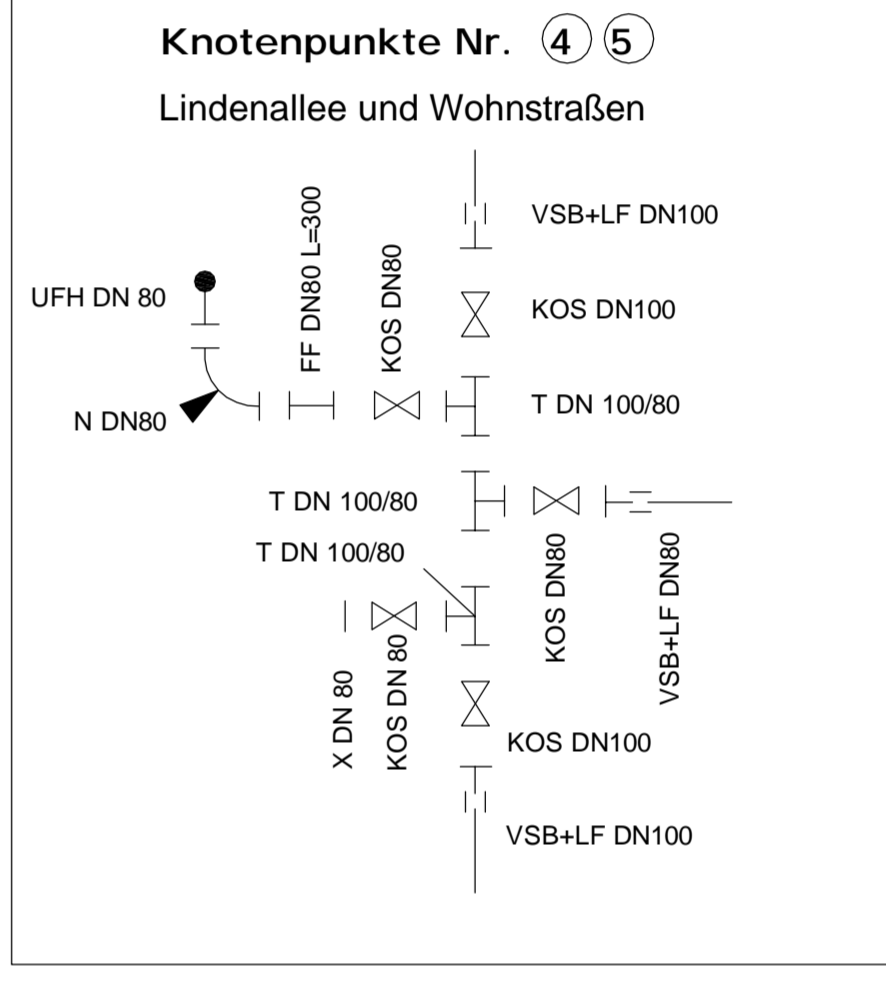 Knotenpunkte Nr. 4 5
Lindenallee und Wohnstraßen
VSB+LF DN100
UFH DN 80
FF DN80 L=300
KOS DN80
KOS DN100
N DN80
T DN 100/80
T DN 100/80
T DN 100/80
KOS DN80
VSB+LF DN80
X DN 80
KOS DN 80
KOS DN100
VSB+LF DN100